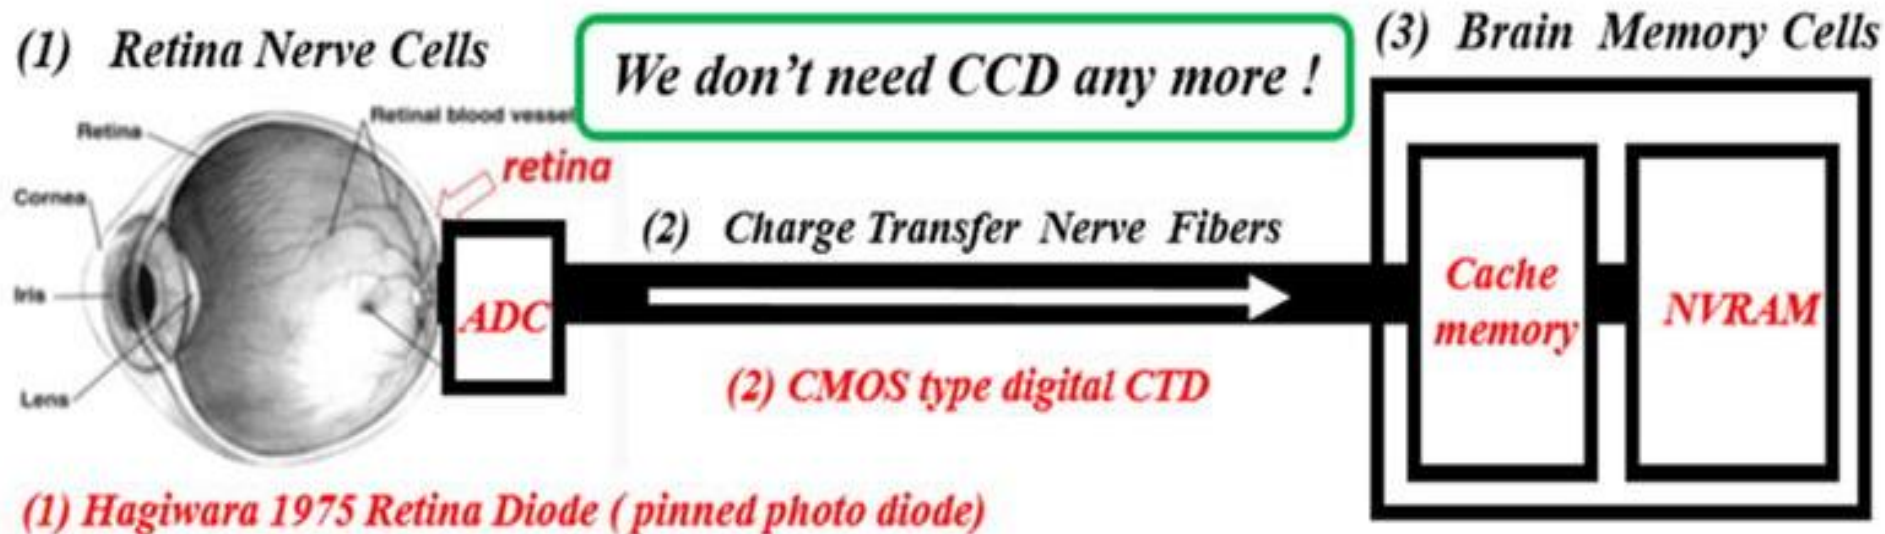 (1) Retina Nerve Cells
We don't need CCD any more !
(3) Brain Memory Cells
Retinal blood vessel
Retina
retina
Cornea
(2) Charge Transfer Nerve Fibers
Iris
ADC
Cache
memory
NVRAM
(2) CMOS type digital CTD
Lens
(1) Hagiwara 1975 Retina Diode ( pinned photo diode)